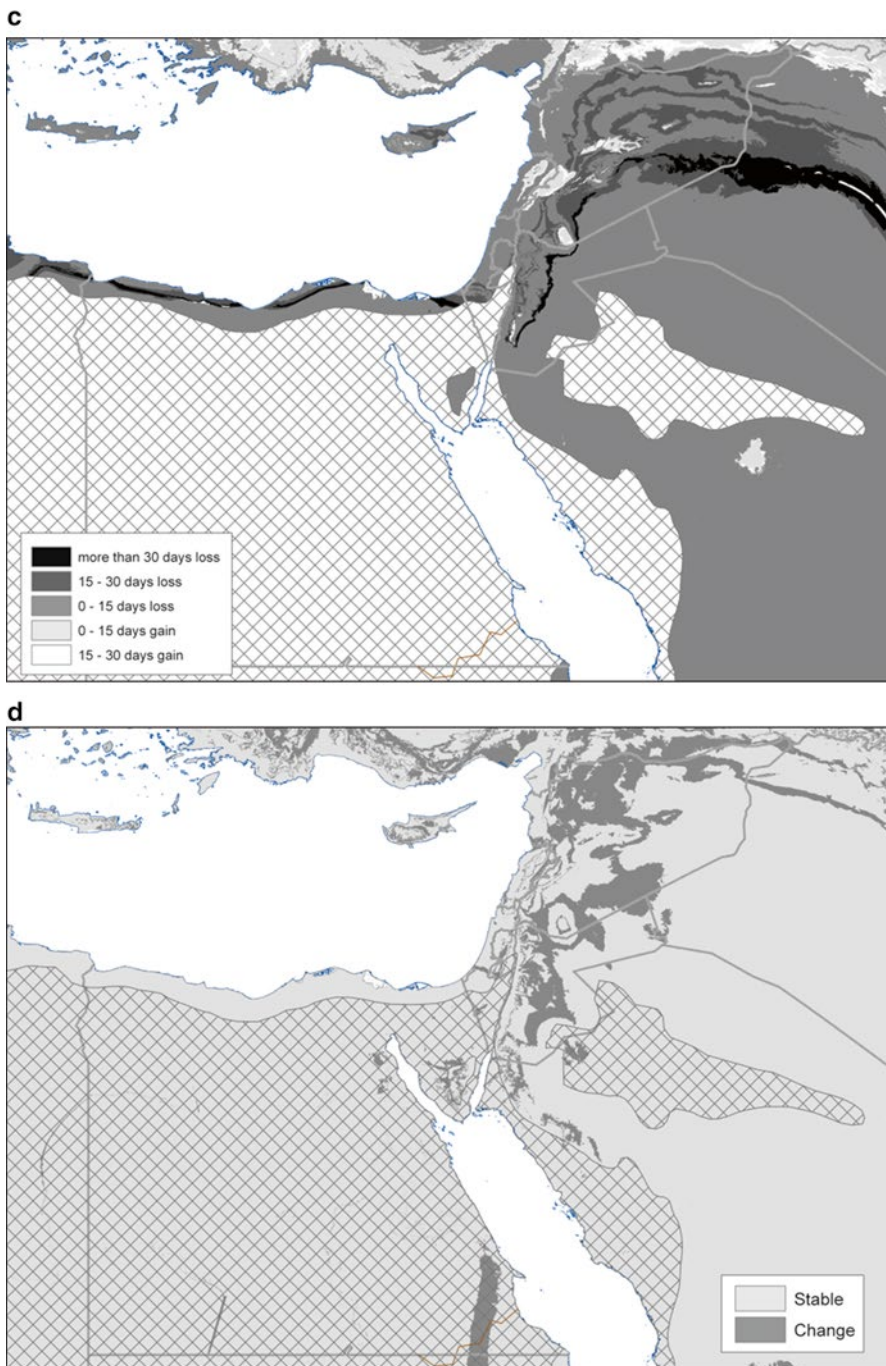 c
more than 30 days loss
15 - 30 days loss
0 - 15 days loss
0 - 15 days gain
15 - 30 days gain
d
Stable
Change